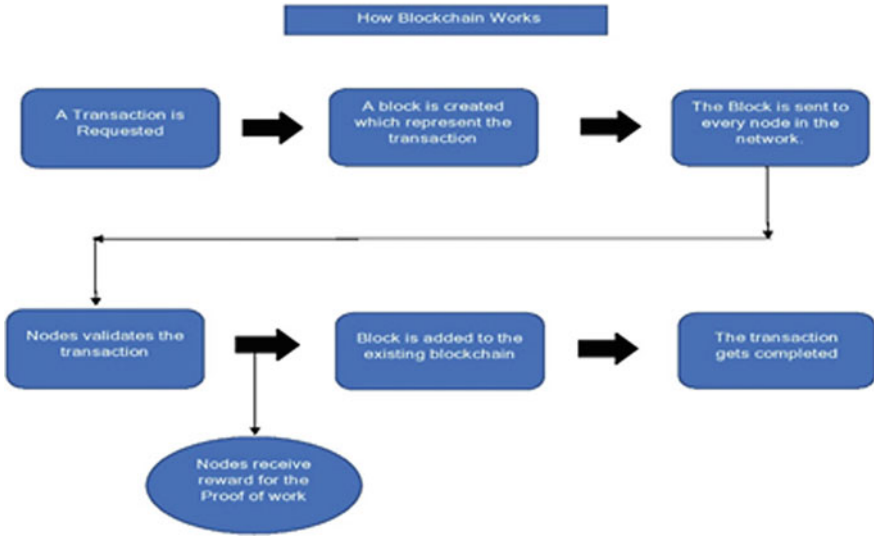 How Blockchain Works
A Transaction is
Requested
A block is created
which represent the
transaction
The Block is sent to
every node in the
network.
Nodes validates the
transaction
Block is added to the
existing blockchain
The transaction
gets completed
Nodes receive
reward for the
Proof of work